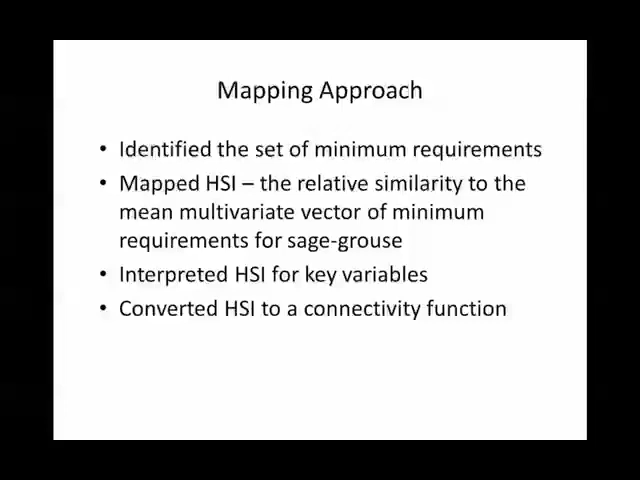 Mapping Approach
• Identified the set of minimum requirements
• Mapped HSI – the relative similarity to the
mean multivariate vector of minimum
requirements for sage-grouse
• Interpreted HSI for key variables
• Converted HSI to a connectivity function